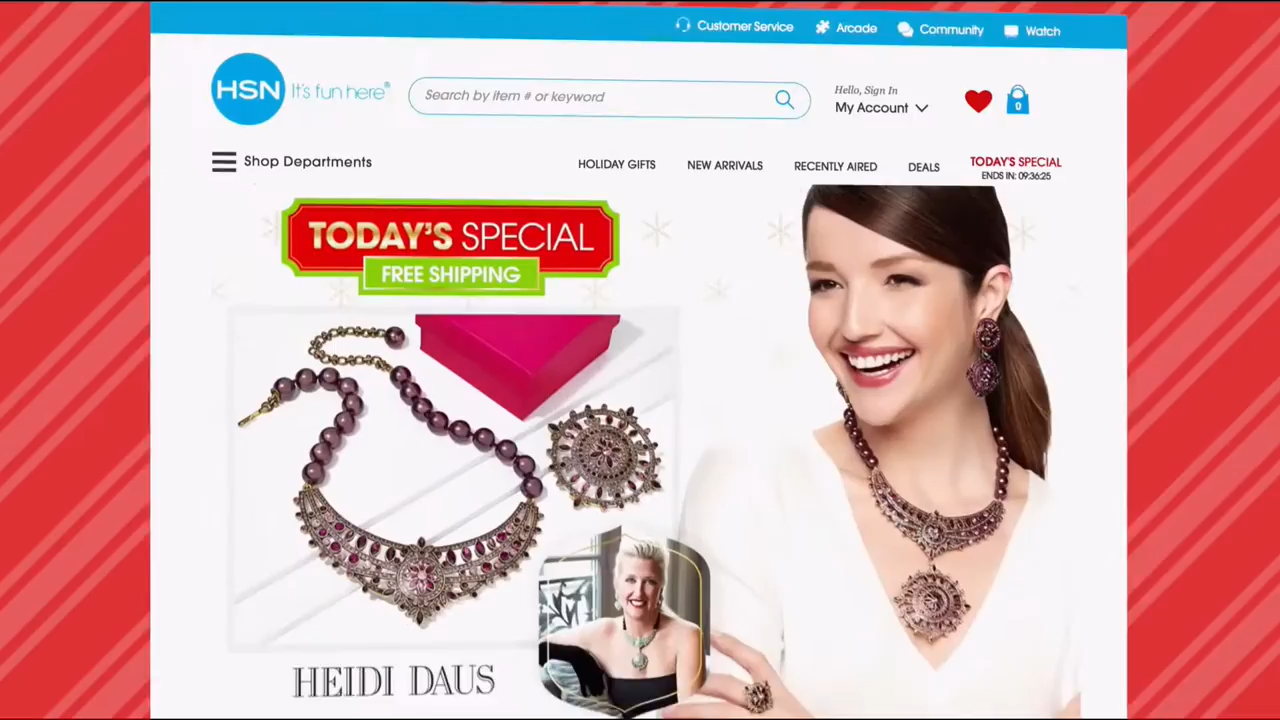 Customer Service Arcade Community Watch
HSN It's fun here®
Search by item # or keyword
Hello, Sign In
My Account
0
Shop Departments
HOLIDAY GIFTS NEW ARRIVALS RECENTLY AIRED DEALS TODAY'S SPECIAL
ENDS IN: 09:36:25
TODAY'S SPECIAL
FREE SHIPPING
HEIDI DAUS